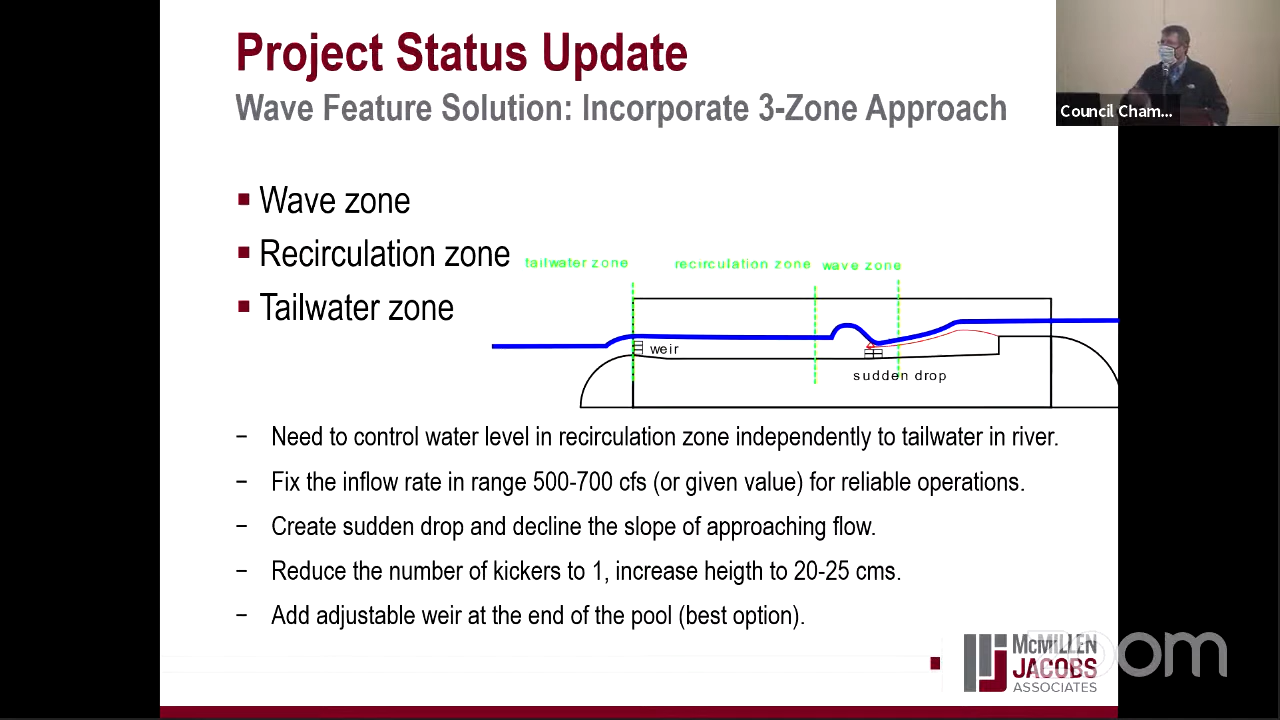 Project Status Update
Wave Feature Solution: Incorporate 3-Zone Approach
Council Cham...
▪ Wave zone
▪ Recirculation zone
▪ Tailwater zone
tailwater zone
recirculation zone
wave zone
weir
sudden drop
− Need to control water level in recirculation zone independently to tailwater in river.
− Fix the inflow rate in range 500-700 cfs (or given value) for reliable operations.
− Create sudden drop and decline the slope of approaching flow.
− Reduce the number of kickers to 1, increase heigth to 20-25 cms.
− Add adjustable weir at the end of the pool (best option).
MCMILLEN
JACOBS
ASSOCIATES
zoom